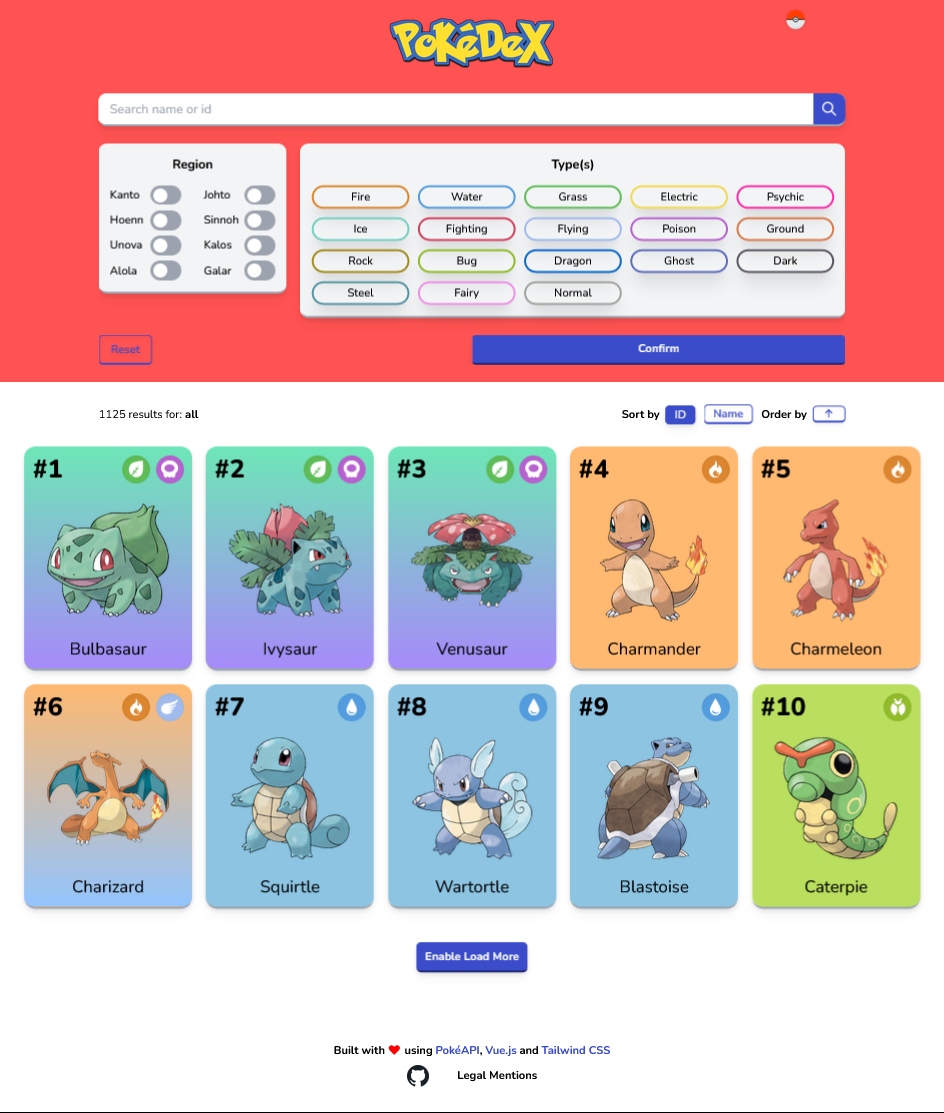 PoKéDeX
Search name or id
Region
Kanto Johto
Hoenn Sinnoh
Unova Kalos
Alola Galar
Type(s)
Fire Water Grass Electric Psychic
Ice Fighting Flying Poison Ground
Rock Bug Dragon Ghost Dark
Steel Fairy Normal
Reset Confirm
1125 results for: all Sort by ID Name Order by ↑
#1 #2 #3 #4 #5
Bulbasaur Ivysaur Venusaur Charmander Charmeleon
#6 #7 #8 #9 #10
Charizard Squirtle Wartortle Blastoise Caterpie
Enable Load More
Built with ❤ using PokéAPI, Vue.js and Tailwind CSS
Legal Mentions